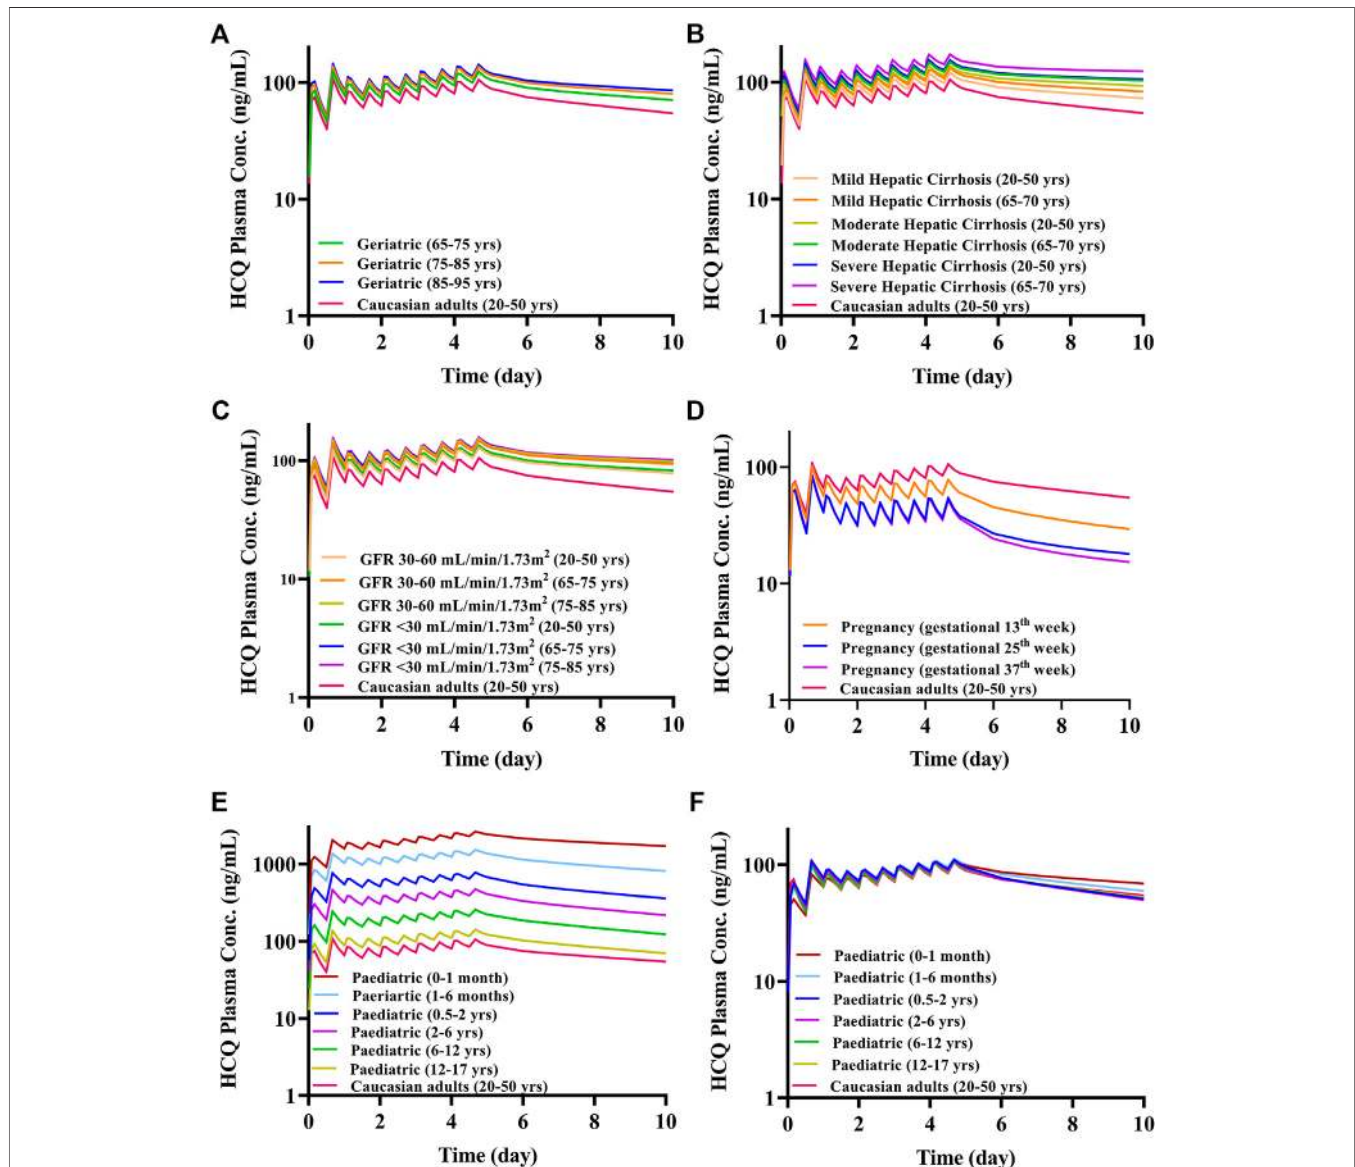 A
HCQ Plasma Conc. (ng/mL)
100
10
1
Geriatric (65-75 yrs)
Geriatric (75-85 yrs)
Geriatric (85-95 yrs)
Caucasian adults (20-50 yrs)
0 2 4 6 8 10
Time (day)
B
HCQ Plasma Conc. (ng/mL)
100
10
1
Mild Hepatic Cirrhosis (20-50 yrs)
Mild Hepatic Cirrhosis (65-70 yrs)
Moderate Hepatic Cirrhosis (20-50 yrs)
Moderate Hepatic Cirrhosis (65-70 yrs)
Severe Hepatic Cirrhosis (20-50 yrs)
Severe Hepatic Cirrhosis (65-70 yrs)
Caucasian adults (20-50 yrs)
0 2 4 6 8 10
Time (day)
C
HCQ Plasma Conc. (ng/mL)
100
10
1
GFR 30-60 mL/min/1.73m² (20-50 yrs)
GFR 30-60 mL/min/1.73m² (65-75 yrs)
GFR 30-60 mL/min/1.73m² (75-85 yrs)
GFR <30 mL/min/1.73m² (20-50 yrs)
GFR <30 mL/min/1.73m² (65-75 yrs)
GFR <30 mL/min/1.73m² (75-85 yrs)
Caucasian adults (20-50 yrs)
0 2 4 6 8 10
Time (day)
D
HCQ Plasma Conc. (ng/mL)
100
10
1
Pregnancy (gestational 13th week)
Pregnancy (gestational 25th week)
Pregnancy (gestational 37th week)
Caucasian adults (20-50 yrs)
0 2 4 6 8 10
Time (day)
E
HCQ Plasma Conc. (ng/mL)
1000
100
10
1
Paediatric (0-1 month)
Paeriartic (1-6 months)
Paediatric (0.5-2 yrs)
Paediatric (2-6 yrs)
Paediatric (6-12 yrs)
Paediatric (12-17 yrs)
Caucasian adults (20-50 yrs)
0 2 4 6 8 10
Time (day)
F
HCQ Plasma Conc. (ng/mL)
100
10
1
Paediatric (0-1 month)
Paediatric (1-6 months)
Paediatric (0.5-2 yrs)
Paediatric (2-6 yrs)
Paediatric (6-12 yrs)
Paediatric (12-17 yrs)
Caucasian adults (20-50 yrs)
0 2 4 6 8 10
Time (day)